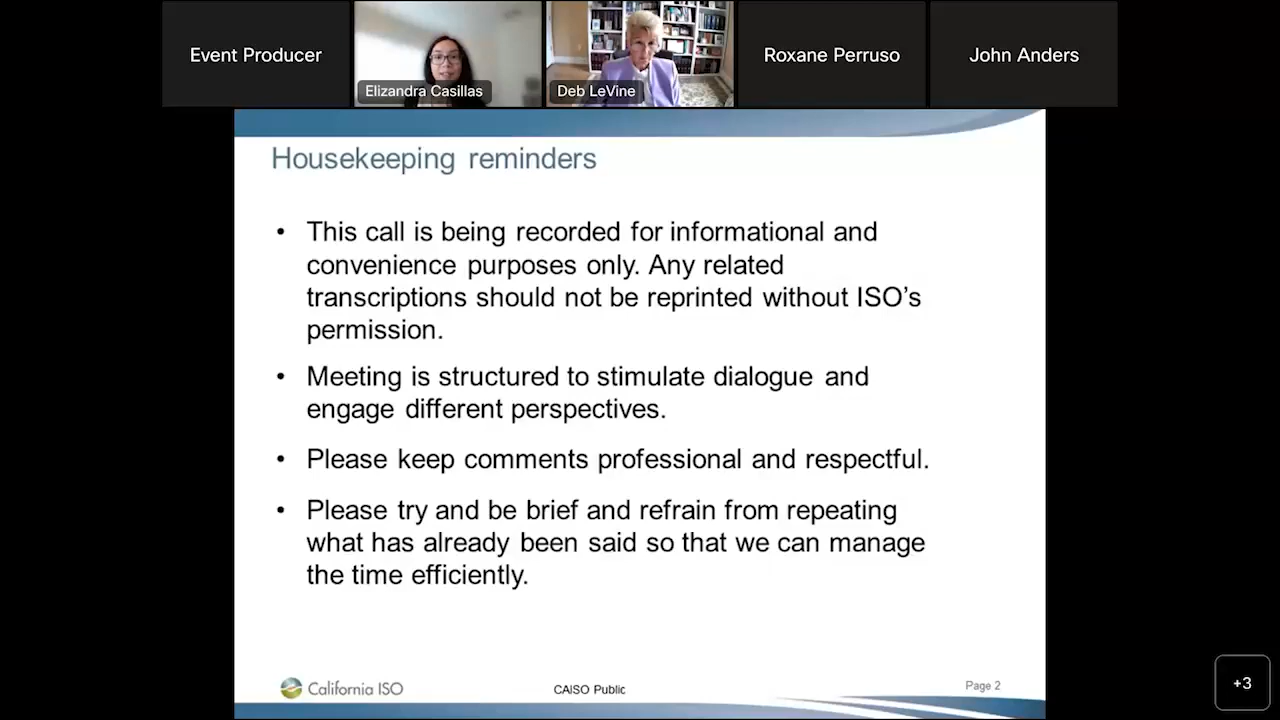 Event Producer
Elizandra Casillas
Deb LeVine
Roxane Perruso
John Anders
Housekeeping reminders
• This call is being recorded for informational and
convenience purposes only. Any related
transcriptions should not be reprinted without ISO’s
permission.
• Meeting is structured to stimulate dialogue and
engage different perspectives.
• Please keep comments professional and respectful.
• Please try and be brief and refrain from repeating
what has already been said so that we can manage
the time efficiently.
California ISO
CAISO Public
Page 2
+3